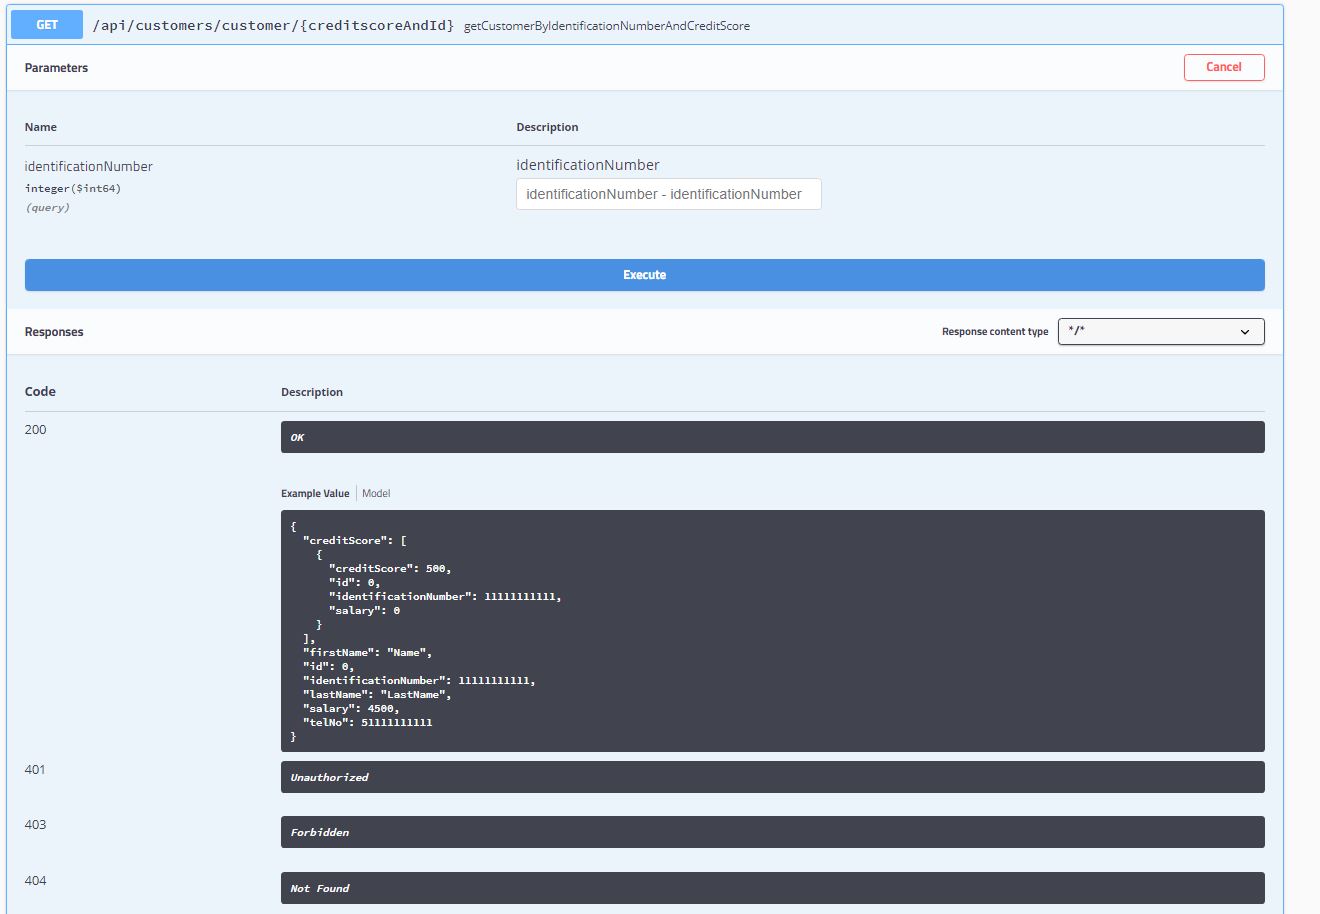 GET /api/customers/customer/{creditscoreAndId} getCustomerByIdentificationNumberAndCreditScore
Parameters Cancel
Name Description
identificationNumber identificationNumber
integer($int64) identificationNumber - identificationNumber
(query)
Execute
Responses Response content type */*
Code Description
200 OK
Example Value Model
{
"creditScore": [
{
"creditScore": 500,
"id": 0,
"identificationNumber": 11111111111,
"salary": 0
}
],
"firstName": "Name",
"id": 0,
"identificationNumber": 11111111111,
"lastName": "LastName",
"salary": 4500,
"telNo": 51111111111
}
401 Unauthorized
403 Forbidden
404 Not Found